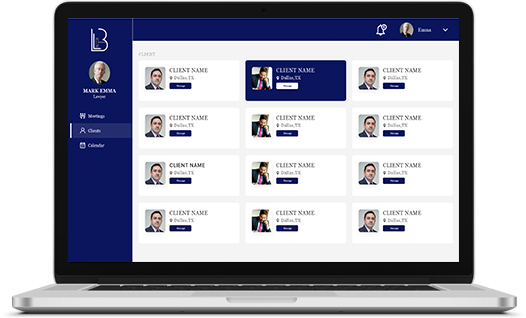 LB
Emma
CLIENT
MARK EMMA
Lawyer
Meetings
Clients
Calendar
CLIENT NAME
Dallas,TX
Message
CLIENT NAME
Dallas,TX
Message
CLIENT NAME
Dallas,TX
Message
CLIENT NAME
Dallas,TX
Message
CLIENT NAME
Dallas,TX
Message
CLIENT NAME
Dallas,TX
Message
CLIENT NAME
Dallas,TX
Message
CLIENT NAME
Dallas,TX
Message
CLIENT NAME
Dallas,TX
Message
CLIENT NAME
Dallas,TX
Message
CLIENT NAME
Dallas,TX
Message
CLIENT NAME
Dallas,TX
Message